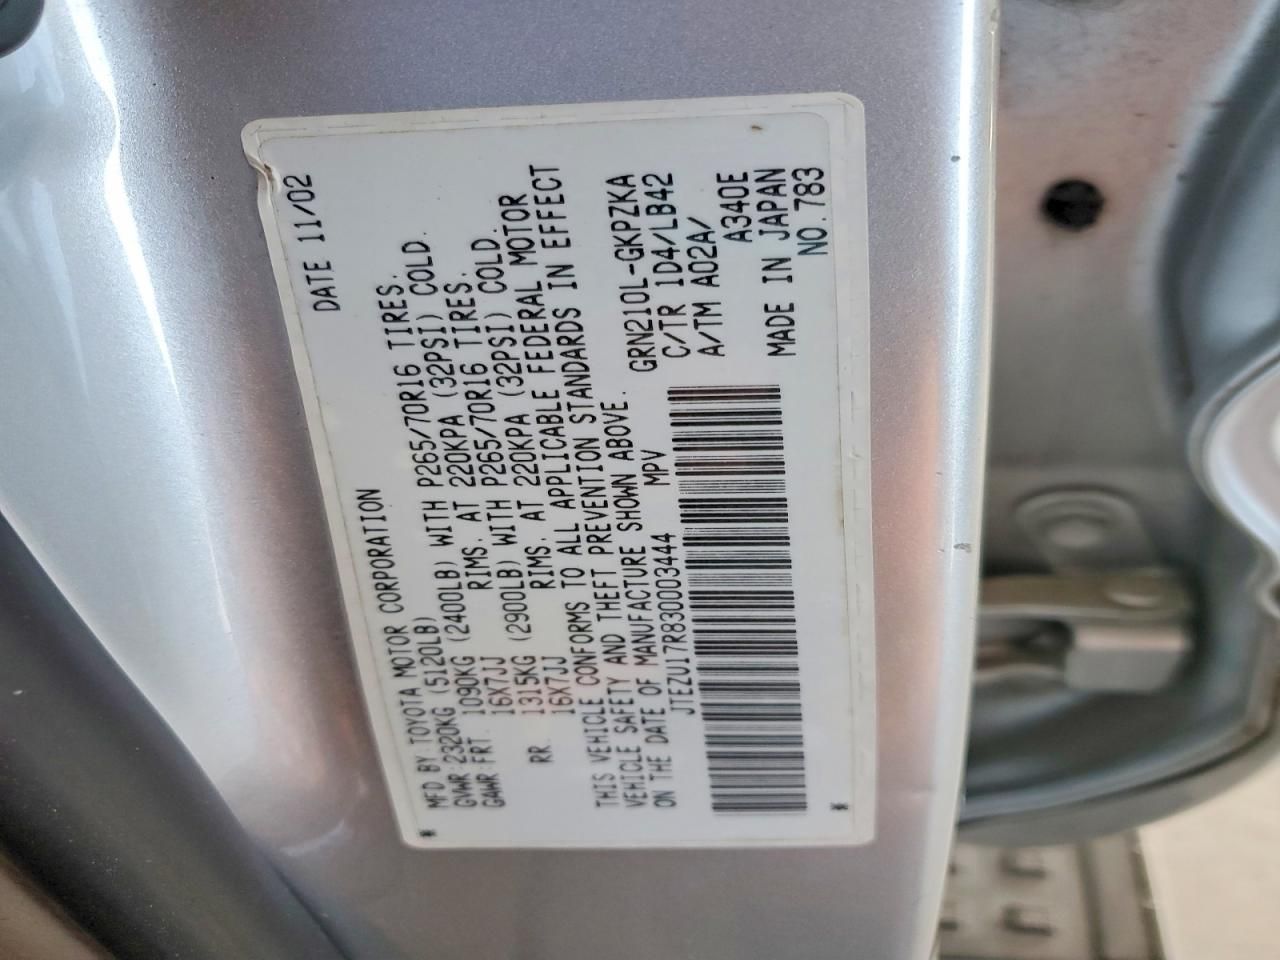 MFD BY:TOYOTA MOTOR CORPORATION DATE 11/02
GVWR:2320KG (5120LB)
GAWR:FRT. 1090KG (2400LB) WITH P265/70R16 TIRES.
16X7JJ RIMS. AT 220KPA (32PSI) COLD.
RR. 1315KG (2900LB) WITH P265/70R16 TIRES.
16X7JJ RIMS. AT 220KPA (32PSI) COLD.
THIS VEHICLE CONFORMS TO ALL APPLICABLE FEDERAL MOTOR
VEHICLE SAFETY AND THEFT PREVENTION STANDARDS IN EFFECT
ON THE DATE OF MANUFACTURE SHOWN ABOVE.
JTEZU17R830003444 MPV GRN210L-GKPZKA
C/TR 1D4/LB42
A/TM A02A/
A340E
MADE IN JAPAN
NO.783